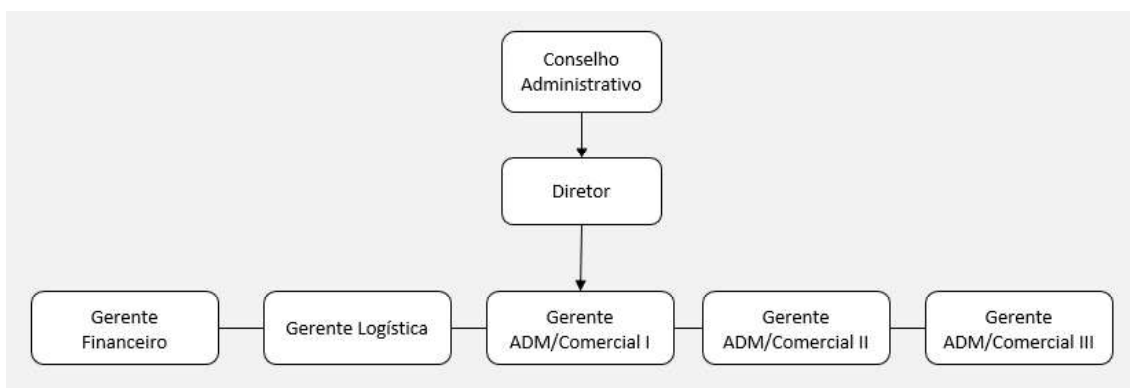 Conselho
Administrativo
Diretor
Gerente
Financeiro
Gerente Logística
Gerente
ADM/Comercial I
Gerente
ADM/Comercial II
Gerente
ADM/Comercial III